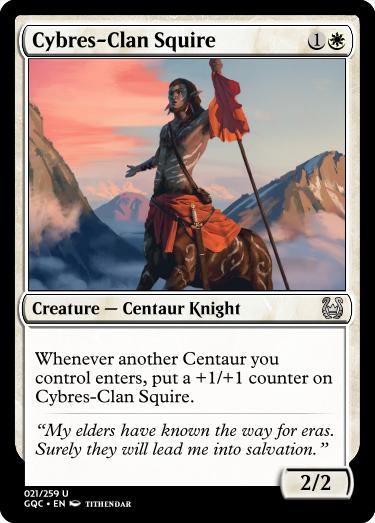 Cybres-Clan Squire 1
Creature — Centaur Knight
Whenever another Centaur you
control enters, put a +1/+1 counter on
Cybres-Clan Squire.
“My elders have known the way for eras.
Surely they will lead me into salvation.”
2/2
021/259 U
GQC • EN TITHENDAR